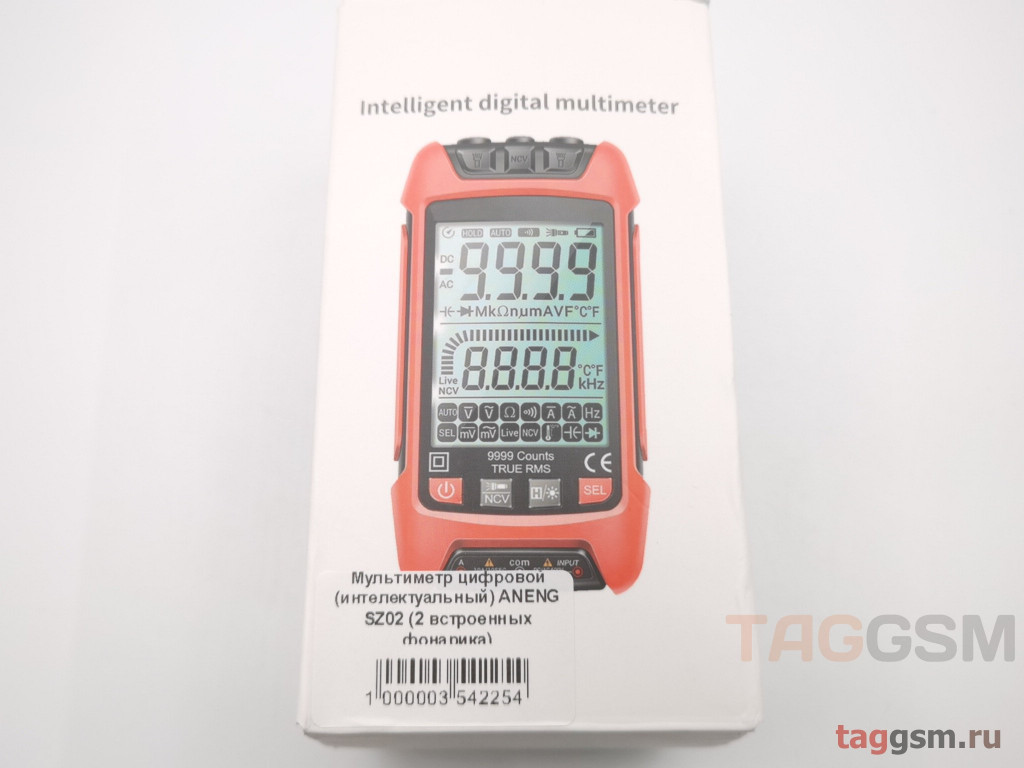 Intelligent digital multimeter
NCV
HOLD AUTO
DC
9.9.9.9
AC
MkΩnµmAVF°C°F
8.8.8.8
°C°F
kHz
Live
NCV
AUTO V V Ω A A Hz
SEL mV mV Live NCV
9999 Counts
TRUE RMS
CE
NCV
H/
SEL
A com INPUT
Мультиметр цифровой
(интелектуальный) ANENG
SZ02 (2 встроенных
фонарика)
1 000003 542254
TAGGSM
taggsm.ru